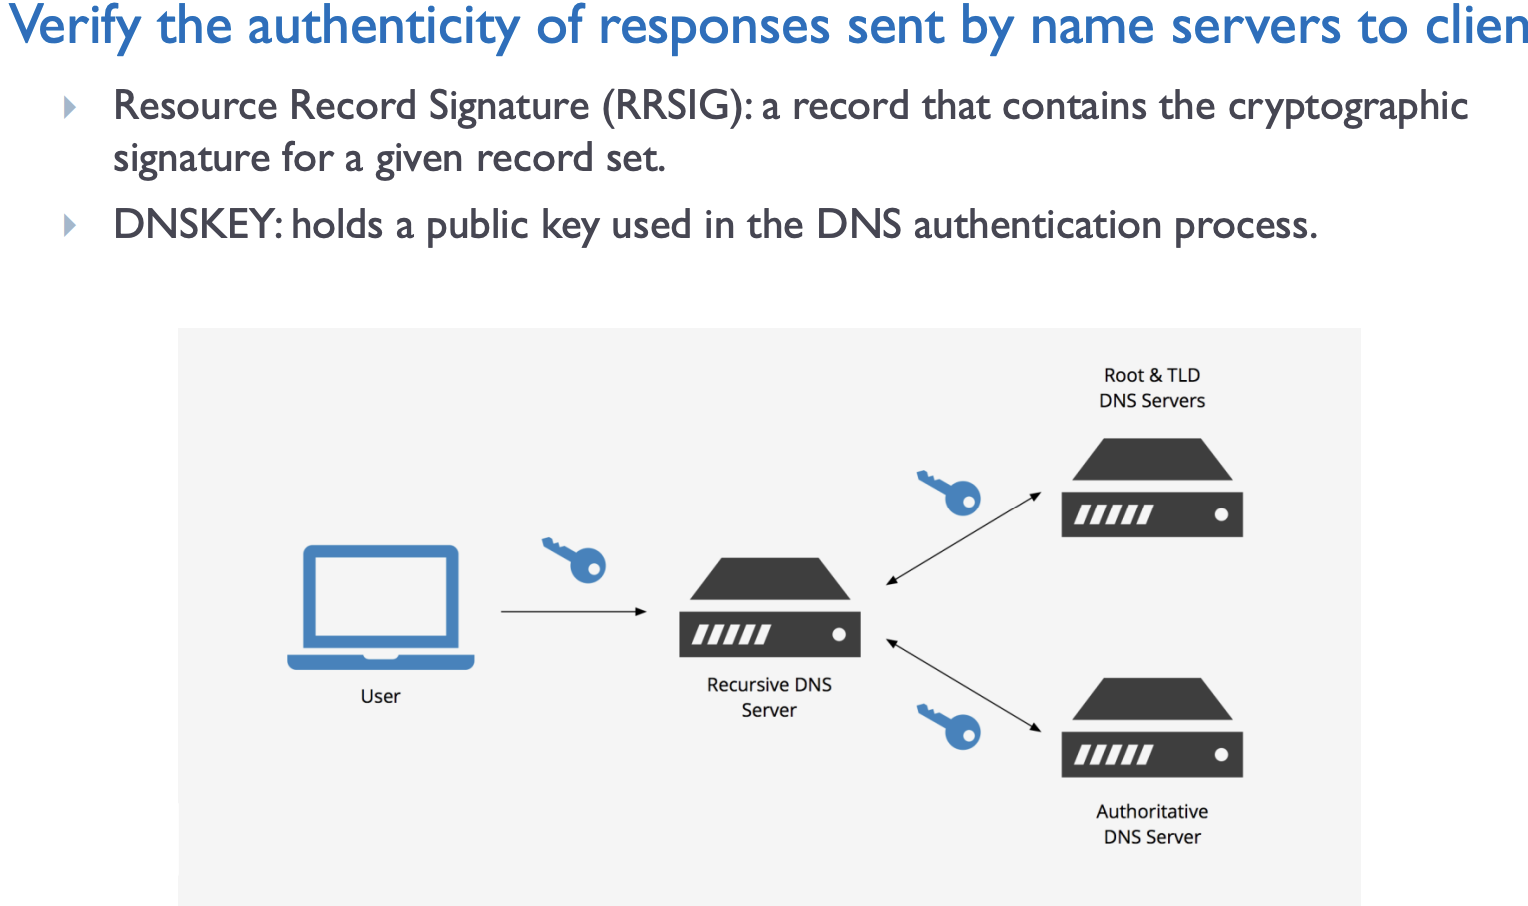 Verify the authenticity of responses sent by name servers to clien
Resource Record Signature (RRSIG): a record that contains the cryptographic
signature for a given record set.
DNSKEY: holds a public key used in the DNS authentication process.
Root & TLD
DNS Servers
User
Recursive DNS
Server
Authoritative
DNS Server